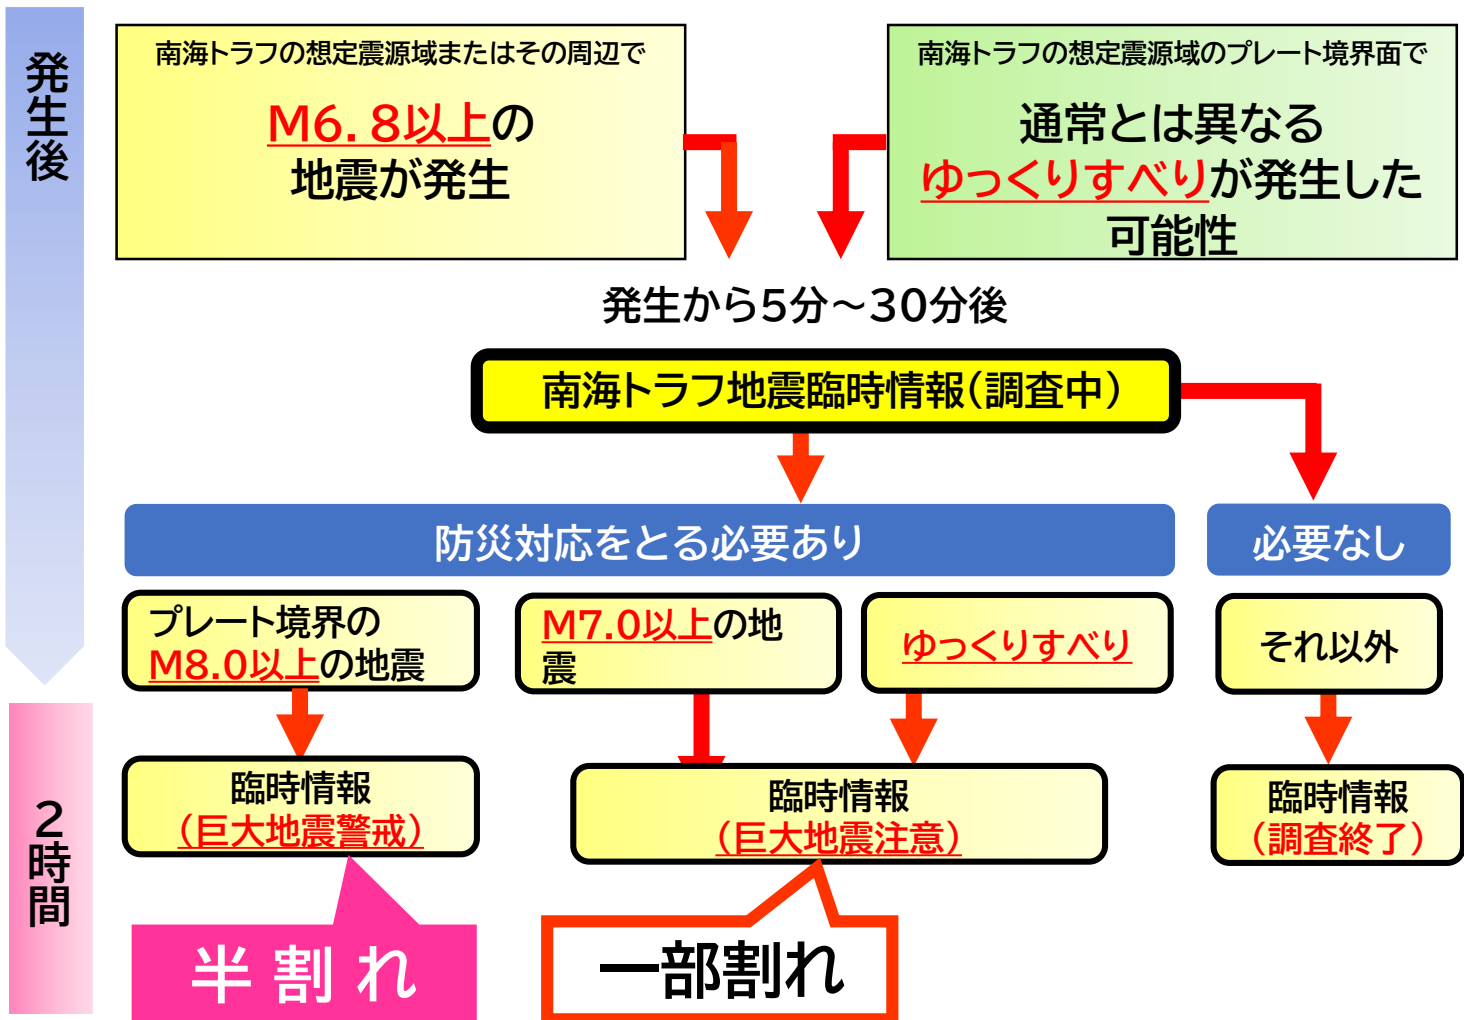 発生後
南海トラフの想定震源域またはその周辺で
M6.8以上の
地震が発生
南海トラフの想定震源域のプレート境界面で
通常とは異なる
ゆっくりすべりが発生した
可能性
発生から5分～30分後
南海トラフ地震臨時情報(調査中)
防災対応をとる必要あり
必要なし
プレート境界の
M8.0以上の地震
M7.0以上の地
震
ゆっくりすべり
それ以外
2時間
臨時情報
(巨大地震警戒)
臨時情報
(巨大地震注意)
臨時情報
(調査終了)
半割れ
一部割れ